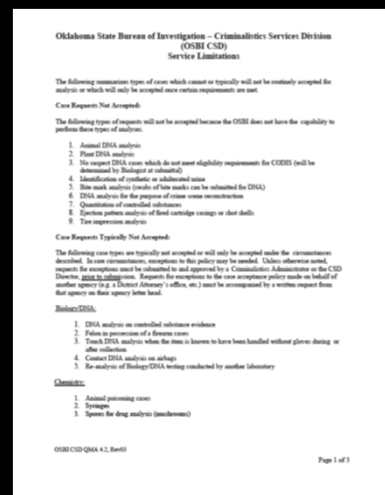 Oklahoma State Bureau of Investigation – Criminalistics Services Division
(OSBI CSD)
Service Limitations
The following summarizes types of cases which cannot or typically will not be routinely accepted for
analysis or which will only be accepted once certain requirements are met.
Case Requests Not Accepted:
The following types of requests will not be accepted because the OSBI does not have the capability to
perform these types of analyses.
1. Animal DNA analysis
2. Plant DNA analysis
3. No suspect DNA cases which do not meet eligibility requirements for CODIS (will be
determined by Biologist at submittal)
4. Identification of synthetic or adulterated urine
5. Bite mark analysis (swabs of bite marks can be submitted for DNA)
6. DNA analysis for the purpose of crime scene reconstruction
7. Quantitation of controlled substances
8. Ejection pattern analysis of fired cartridge casings or shot shells
9. Tire impression analysis
Case Requests Typically Not Accepted:
The following case types are typically not accepted or will only be accepted under the circumstances
described. In rare circumstances, exceptions to this policy may be needed. Unless otherwise noted,
requests for exceptions must be submitted to and approved by a Criminalistics Administrator or the CSD
Director, prior to submission. Requests for exceptions to the case acceptance policy made on behalf of
another agency (e.g. a District Attorney's office, etc.) must be accompanied by a written request from
that agency on their agency letter head.
Biology/DNA:
1. DNA analysis on controlled substance evidence
2. Felon in possession of a firearm cases
3. Touch DNA analysis when the item is known to have been handled without gloves during or
after collection
4. Contact DNA analysis on airbags
5. Re-analysis of Biology/DNA testing conducted by another laboratory
Chemistry:
1. Animal poisoning cases
2. Syringes
3. Spores for drug analysis (mushrooms)
OSBI CSD QMA 4.2, Rev03
Page 1 of 3